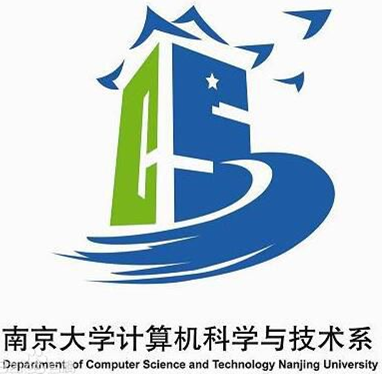 南京大学计算机科学与技术系
Department of Computer Science and Technology Nanjing University